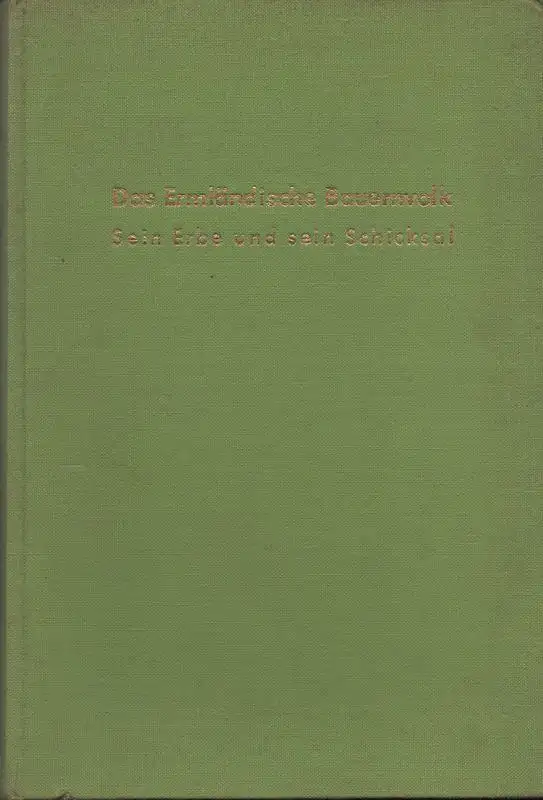 Das Ermländische Bauernvolk
Sein Erbe und sein Schicksal